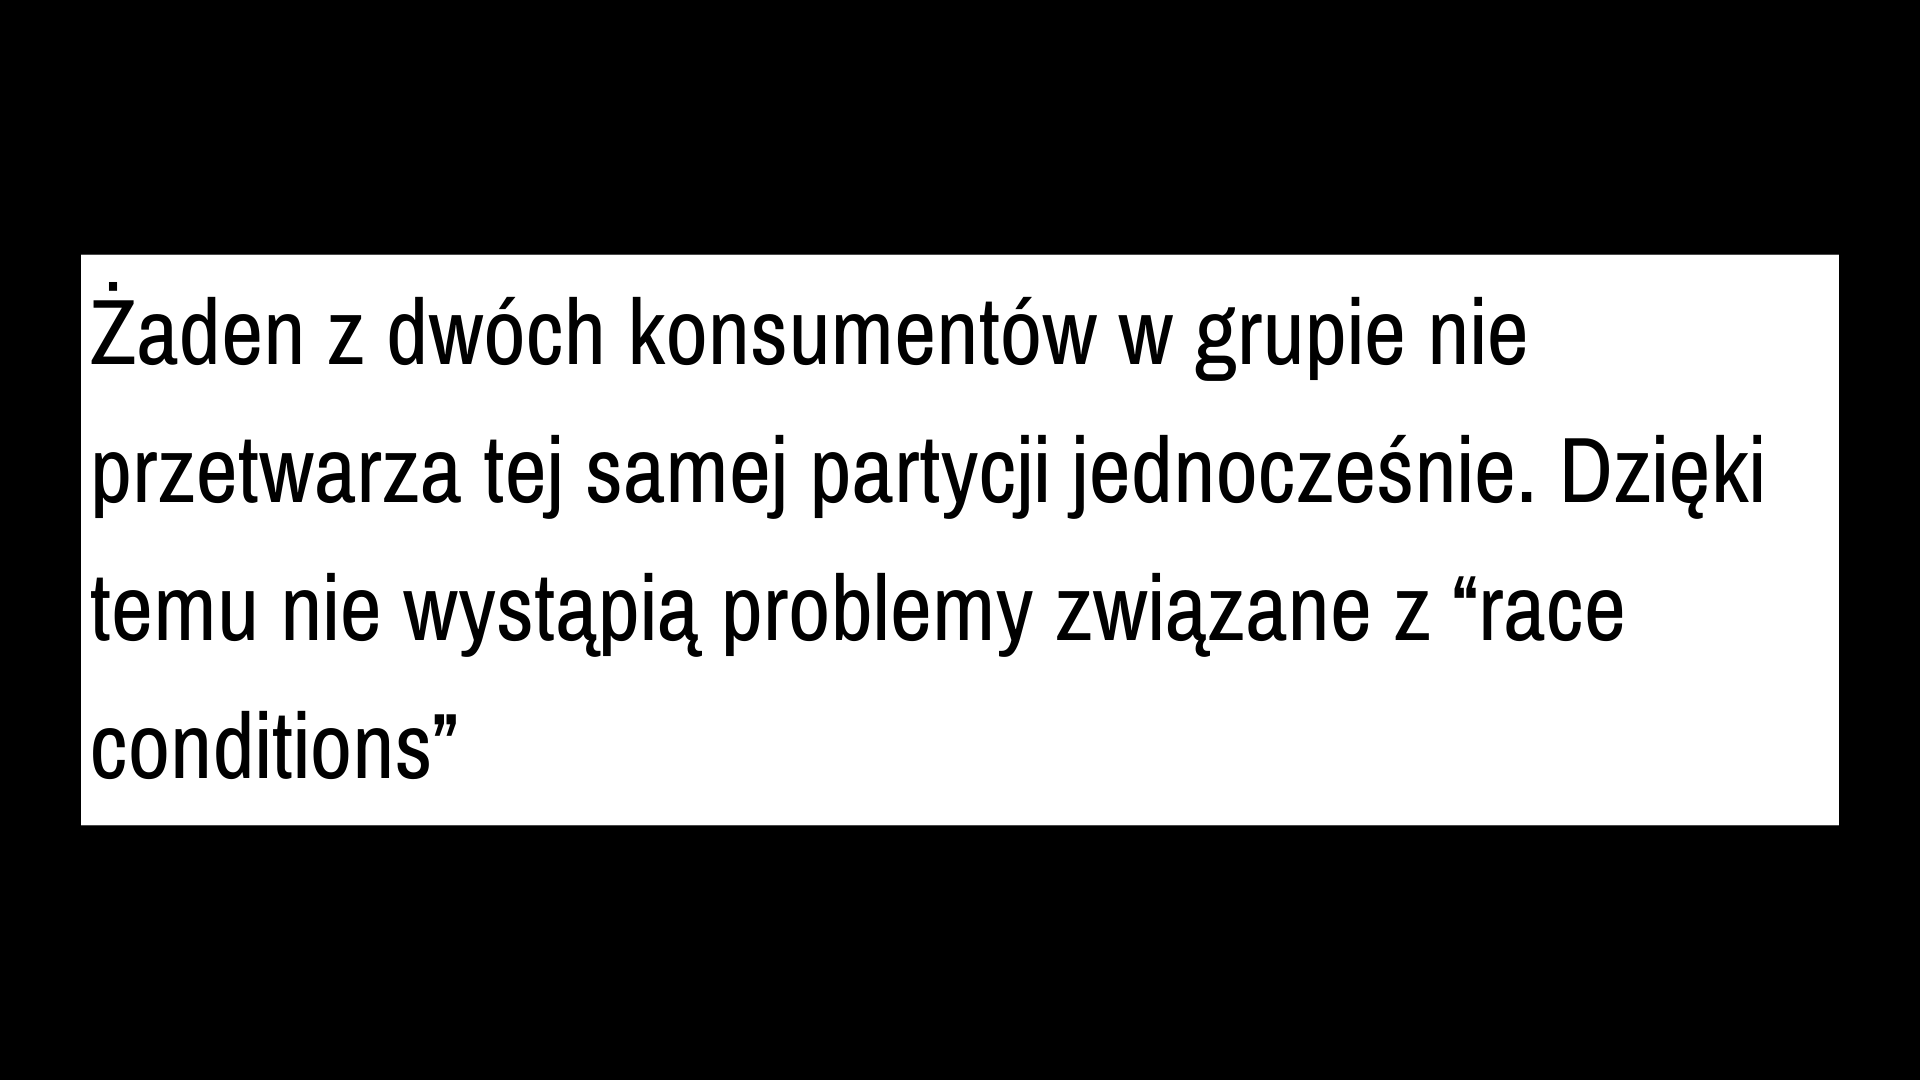 Żaden z dwóch konsumentów w grupie nie
przetwarza tej samej partycji jednocześnie. Dzięki
temu nie wystąpią problemy związane z “race
conditions”